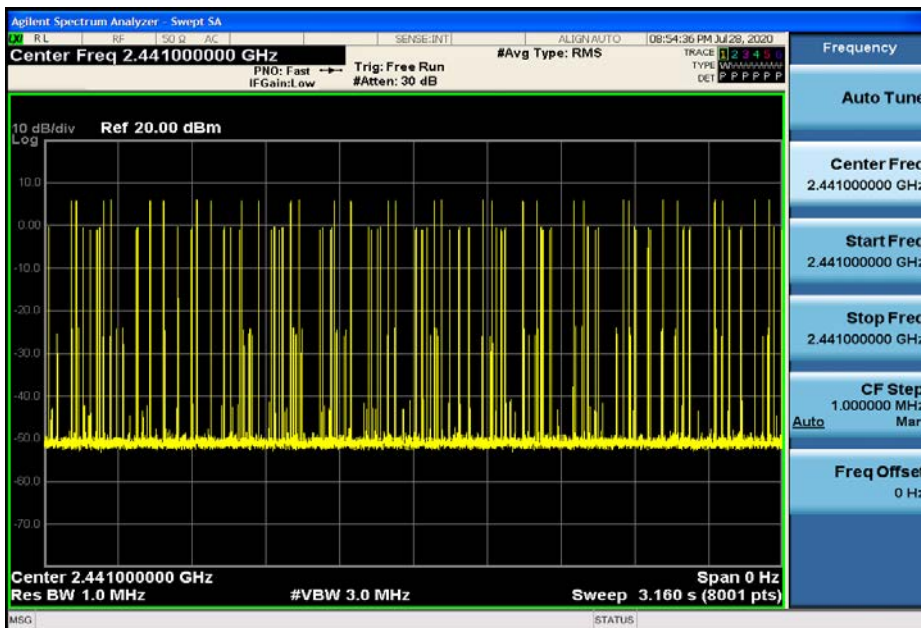 Agilent Spectrum Analyzer - Swept SA
LXI RL RF 50 Ω AC SENSE:INT ALIGN AUTO 08:54:36 PM Jul 28, 2020
Center Freq 2.441000000 GHz
PNO: Fast
IFGain:Low
Trig: Free Run
#Atten: 30 dB
#Avg Type: RMS
TRACE 1 2 3 4 5 6
TYPE W
DET P P P P P P
10 dB/div Ref 20.00 dBm
Log
10.0
0.00
-10.0
-20.0
-30.0
-40.0
-50.0
-60.0
-70.0
Center 2.441000000 GHz Span 0 Hz
Res BW 1.0 MHz #VBW 3.0 MHz Sweep 3.160 s (8001 pts)
MSG STATUS
Frequency
Auto Tune
Center Freq
2.441000000 GHz
Start Freq
2.441000000 GHz
Stop Freq
2.441000000 GHz
CF Step
1.000000 MHz
Auto Man
Freq Offset
0 Hz